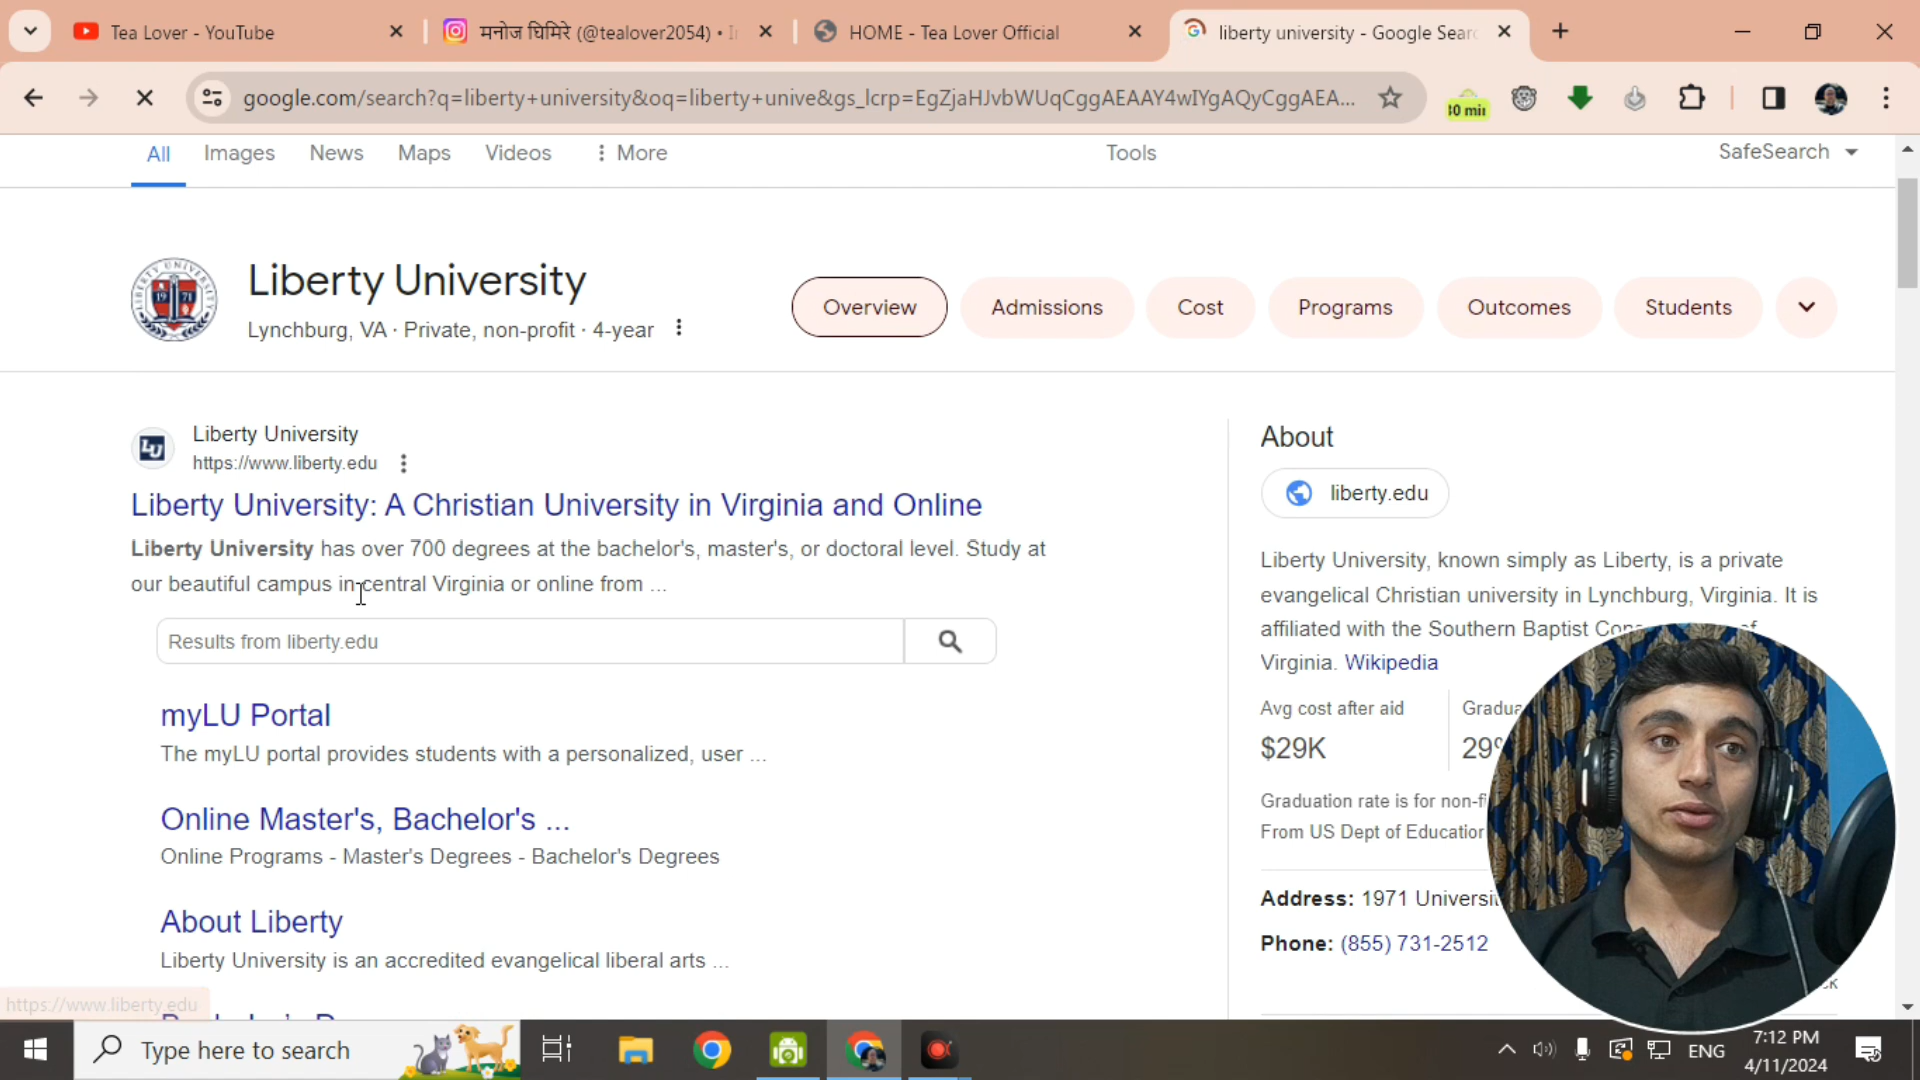 Tea Lover - YouTube
मनोज घिमिरे (@tealover2054) • I
HOME - Tea Lover Official
liberty university - Google Sear
google.com/search?q=liberty+university&oq=liberty+unive&gs_lcrp=EgZjaHJvbWUqCggAEAAY4wIYgAQyCggAEA...
30 min
All Images News Maps Videos More Tools SafeSearch
Liberty University
Lynchburg, VA · Private, non-profit · 4-year
Overview Admissions Cost Programs Outcomes Students
LIBERTY UNIVERSITY
1971
LU
Liberty University
https://www.liberty.edu
Liberty University: A Christian University in Virginia and Online
Liberty University has over 700 degrees at the bachelor's, master's, or doctoral level. Study at
our beautiful campus in central Virginia or online from ...
Results from liberty.edu
myLU Portal
The myLU portal provides students with a personalized, user ...
Online Master's, Bachelor's ...
Online Programs - Master's Degrees - Bachelor's Degrees
About Liberty
Liberty University is an accredited evangelical liberal arts ...
About
liberty.edu
Liberty University, known simply as Liberty, is a private
evangelical Christian university in Lynchburg, Virginia. It is
affiliated with the Southern Baptist of
Virginia. Wikipedia
Avg cost after aid
$29K
Gradua
29
Graduation rate is for non-fi
From US Dept of Education
Address: 1971 Universi
Phone: (855) 731-2512
https://www.liberty.edu
Type here to search
ENG
7:12 PM
4/11/2024